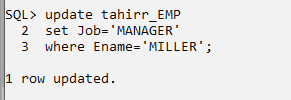 SQL> update tahirr_EMP
2 set Job='MANAGER'
3 where Ename='MILLER';
1 row updated.